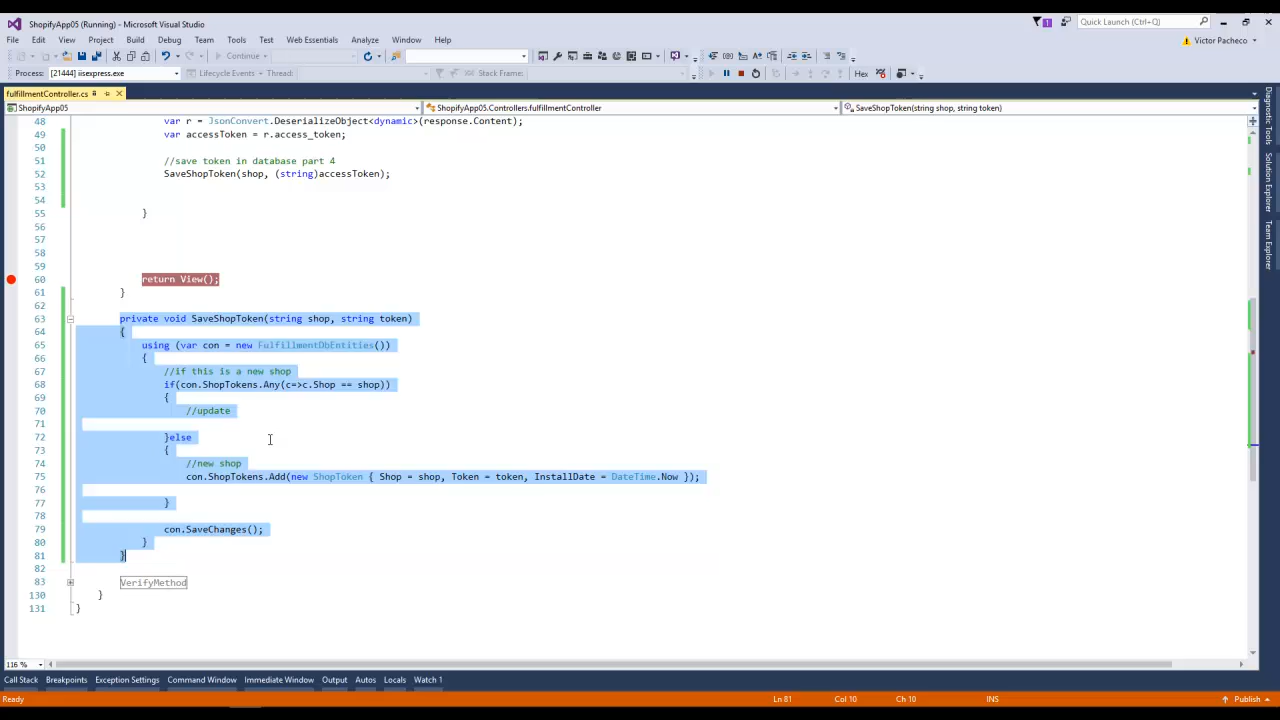 ShopifyApp05 (Running) - Microsoft Visual Studio
1
Quick Launch (Ctrl+Q)
File Edit View Project Build Debug Team Tools Test Web Essentials Analyze Window Help
Victor Pacheco
Continue
Hex
Process: [21444] iisexpress.exe
Lifecycle Events
Thread:
Stack Frame:
fulfillmentController.cs
ShopifyApp05
ShopifyApp05.Controllers.fulfillmentController
SaveShopToken(string shop, string token)
48 var r = JsonConvert.DeserializeObject<dynamic>(response.Content);
49 var accessToken = r.access_token;
50
51 //save token in database part 4
52 SaveShopToken(shop, (string)accessToken);
53
54
55 }
56
57
58
59
60 return View();
61 }
62
63 private void SaveShopToken(string shop, string token)
64 {
65 using (var con = new FulfillmentDbEntities())
66 {
67 //if this is a new shop
68 if(con.ShopTokens.Any(c=>c.Shop == shop))
69 {
70 //update
71
72 }else
73 {
74 //new shop
75 con.ShopTokens.Add(new ShopToken { Shop = shop, Token = token, InstallDate = DateTime.Now });
76
77 }
78
79 con.SaveChanges();
80 }
81 }
82
83 VerifyMethod
130 }
131 }
Diagnostic Tools
Solution Explorer
Team Explorer
116 %
Call Stack Breakpoints Exception Settings Command Window Immediate Window Output Autos Locals Watch 1
Ready Ln 81 Col 10 Ch 10 INS Publish